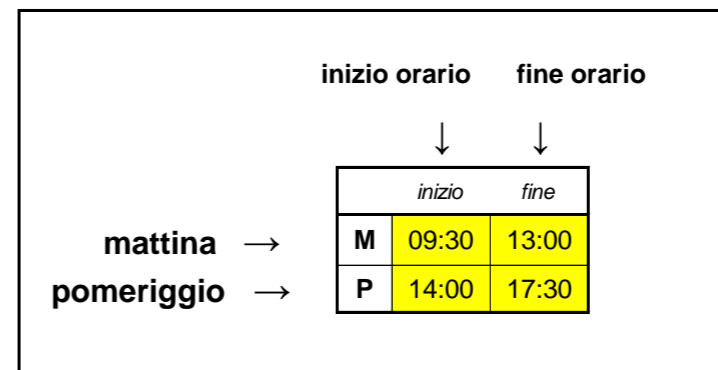 inizio orario fine orario
↓ ↓
inizio fine
mattina → M 09:30 13:00
pomeriggio → P 14:00 17:30